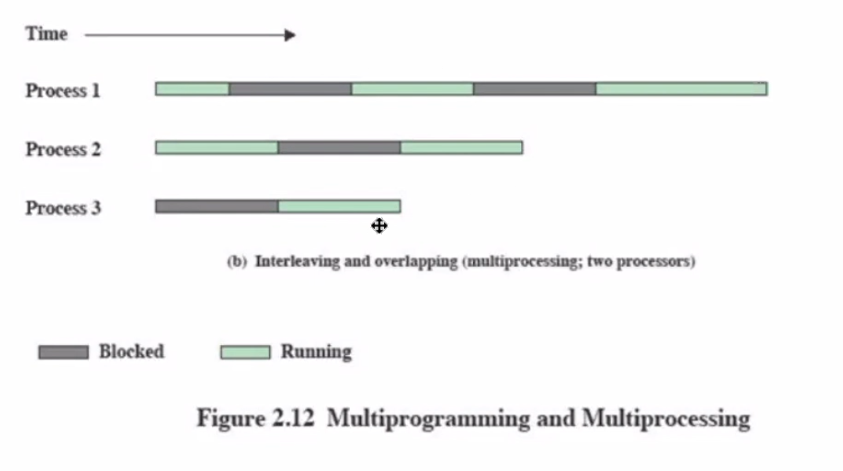 Time
Process 1
Process 2
Process 3
(b) Interleaving and overlapping (multiprocessing; two processors)
Blocked Running
Figure 2.12 Multiprogramming and Multiprocessing